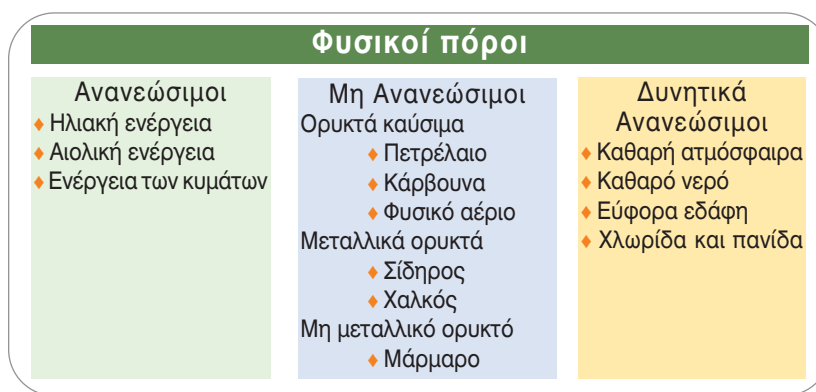 Φυσικοί πόροι
Ανανεώσιμοι
♦ Ηλιακή ενέργεια
♦ Αιολική ενέργεια
♦ Ενέργεια των κυμάτων
Μη Ανανεώσιμοι
Ορυκτά καύσιμα
♦ Πετρέλαιο
♦ Κάρβουνα
♦ Φυσικό αέριο
Μεταλλικά ορυκτά
♦ Σίδηρος
♦ Χαλκός
Μη μεταλλικό ορυκτό
♦ Μάρμαρο
Δυνητικά
Ανανεώσιμοι
♦ Καθαρή ατμόσφαιρα
♦ Καθαρό νερό
♦ Εύφορα εδάφη
♦ Χλωρίδα και πανίδα